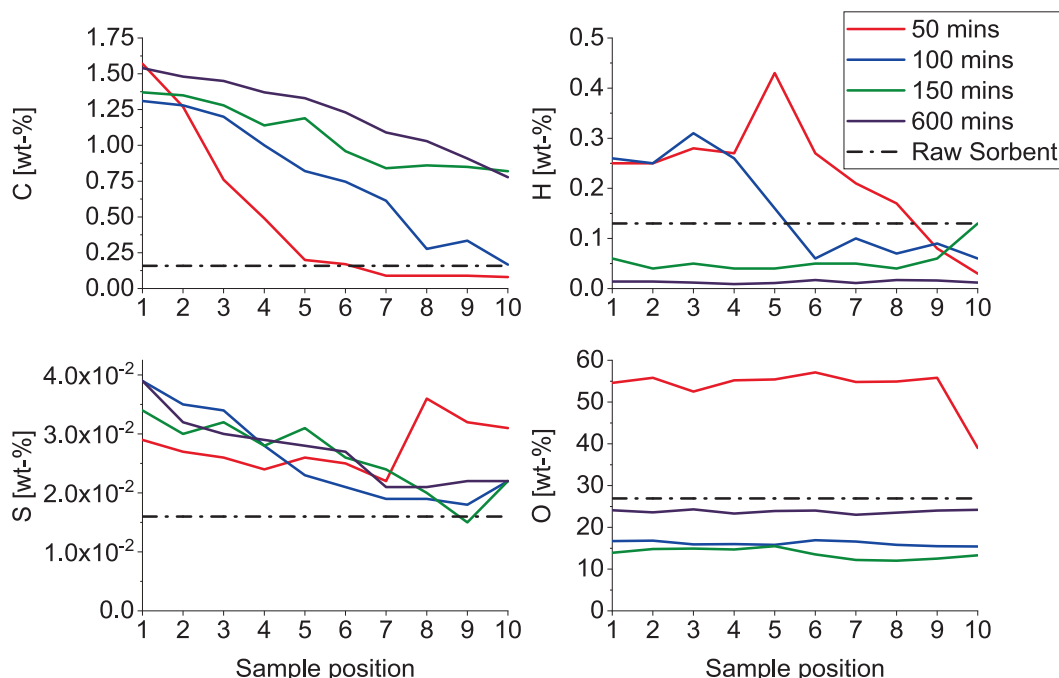 1.75
1.50
1.25
1.00
0.75
0.50
0.25
0.00
C [wt-%]
1 2 3 4 5 6 7 8 9 10
0.5
0.4
0.3
0.2
0.1
0.0
H [wt-%]
1 2 3 4 5 6 7 8 9 10
50 mins
100 mins
150 mins
600 mins
Raw Sorbent
4.0x10⁻²
3.0x10⁻²
2.0x10⁻²
1.0x10⁻²
0.0
S [wt-%]
1 2 3 4 5 6 7 8 9 10
Sample position
60
50
40
30
20
10
0
O [wt-%]
1 2 3 4 5 6 7 8 9 10
Sample position